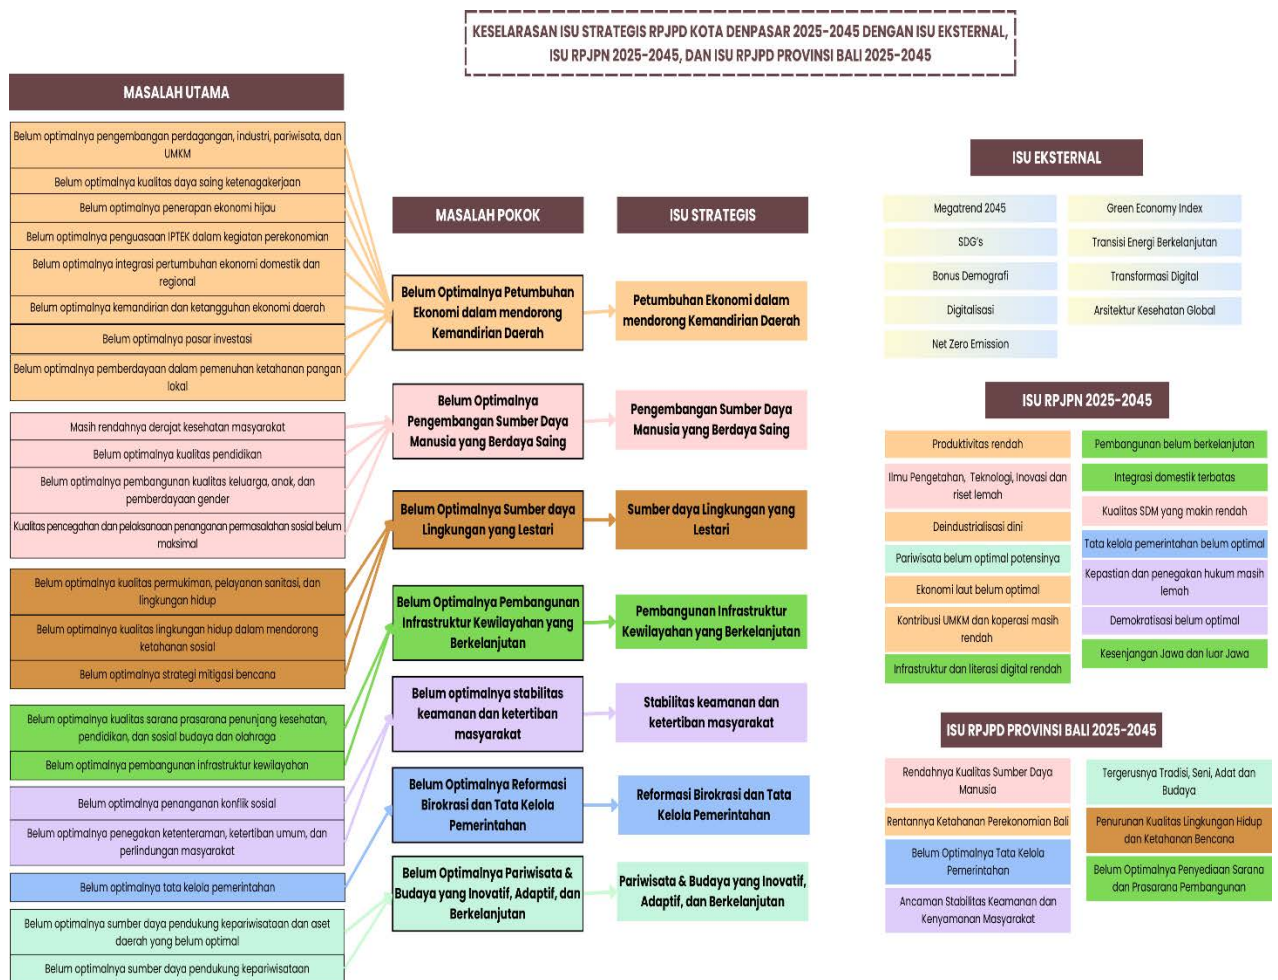 KESELARASAN ISU STRATEGIS RPJPD KOTA DENPASAR 2025-2045 DENGAN ISU EKSTERNAL,
ISU RPJPN 2025-2045, DAN ISU RPJPD PROVINSI BALI 2025-2045
MASALAH UTAMA
Belum optimalnya pengembangan perdagangan, industri, pariwisata, dan
UMKM
Belum optimalnya kualitas daya saing ketenagakerjaan
Belum optimalnya penerapan ekonomi hijau
Belum optimalnya penguasaan IPTEK dalam kegiatan perekonomian
Belum optimalnya integrasi pertumbuhan ekonomi domestik dan
regional
Belum optimalnya kemandirian dan ketangguhan ekonomi daerah
Belum optimalnya pasar investasi
Belum optimalnya pemberdayaan dalam pemenuhan ketahanan pangan
lokal
Masih rendahnya derajat kesehatan masyarakat
Belum optimalnya kualitas pendidikan
Belum optimalnya pembangunan kualitas keluarga, anak, dan
pemberdayaan gender
Kualitas pencegahan dan pelaksanaan penanganan permasalahan sosial belum
maksimal
Belum optimalnya kualitas permukiman, pelayanan sanitasi, dan
lingkungan hidup
Belum optimalnya kualitas lingkungan hidup dalam mendorong
ketahanan sosial
Belum optimalnya strategi mitigasi bencana
Belum optimalnya kualitas sarana prasarana penunjang kesehatan,
pendidikan, dan sosial budaya dan olahraga
Belum optimalnya pembangunan infrastruktur kewilayahan
Belum optimalnya penanganan konflik sosial
Belum optimalnya penegakan ketenteraman, ketertiban umum, dan
perlindungan masyarakat
Belum optimalnya tata kelola pemerintahan
Belum optimalnya sumber daya pendukung kepariwisataan dan aset
daerah yang belum optimal
Belum optimalnya sumber daya pendukung kepariwisataan
MASALAH POKOK
Belum Optimalnya Petumbuhan
Ekonomi dalam mendorong
Kemandirian Daerah
Belum Optimalnya
Pengembangan Sumber Daya
Manusia yang Berdaya Saing
Belum Optimalnya Sumber daya
Lingkungan yang Lestari
Belum Optimalnya Pembangunan
Infrastruktur Kewilayahan yang
Berkelanjutan
Belum optimalnya stabilitas
keamanan dan ketertiban
masyarakat
Belum Optimalnya Reformasi
Birokrasi dan Tata Kelola
Pemerintahan
Belum Optimalnya Pariwisata &
Budaya yang Inovatif, Adaptif, dan
Berkelanjutan
ISU STRATEGIS
Petumbuhan Ekonomi dalam
mendorong Kemandirian Daerah
Pengembangan Sumber Daya
Manusia yang Berdaya Saing
Sumber daya Lingkungan yang
Lestari
Pembangunan Infrastruktur
Kewilayahan yang Berkelanjutan
Stabilitas keamanan dan
ketertiban masyarakat
Reformasi Birokrasi dan Tata
Kelola Pemerintahan
Pariwisata & Budaya yang Inovatif,
Adaptif, dan Berkelanjutan
ISU EKSTERNAL
Megatrend 2045
SDG's
Bonus Demografi
Digitalisasi
Net Zero Emission
Green Economy Index
Transisi Energi Berkelanjutan
Transformasi Digital
Arsitektur Kesehatan Global
ISU RPJPN 2025-2045
Produktivitas rendah
Ilmu Pengetahan, Teknologi, Inovasi dan
riset lemah
Deindustrialisasi dini
Pariwisata belum optimal potensinya
Ekonomi laut belum optimal
Kontribusi UMKM dan koperasi masih
rendah
Infrastruktur dan literasi digital rendah
Pembangunan belum berkelanjutan
Integrasi domestik terbatas
Kualitas SDM yang makin rendah
Tata kelola pemerintahan belum optimal
Kepastian dan penegakan hukum masih
lemah
Demokratisasi belum optimal
Kesenjangan Jawa dan luar Jawa
ISU RPJPD PROVINSI BALI 2025-2045
Rendahnya Kualitas Sumber Daya
Manusia
Rentannya Ketahanan Perekonomian Bali
Belum Optimalnya Tata Kelola
Pemerintahan
Ancaman Stabilitas Keamanan dan
Kenyamanan Masyarakat
Tergerusnya Tradisi, Seni, Adat dan
Budaya
Penurunan Kualitas Lingkungan Hidup
dan Ketahanan Bencana
Belum Optimalnya Penyediaan Sarana
dan Prasarana Pembangunan